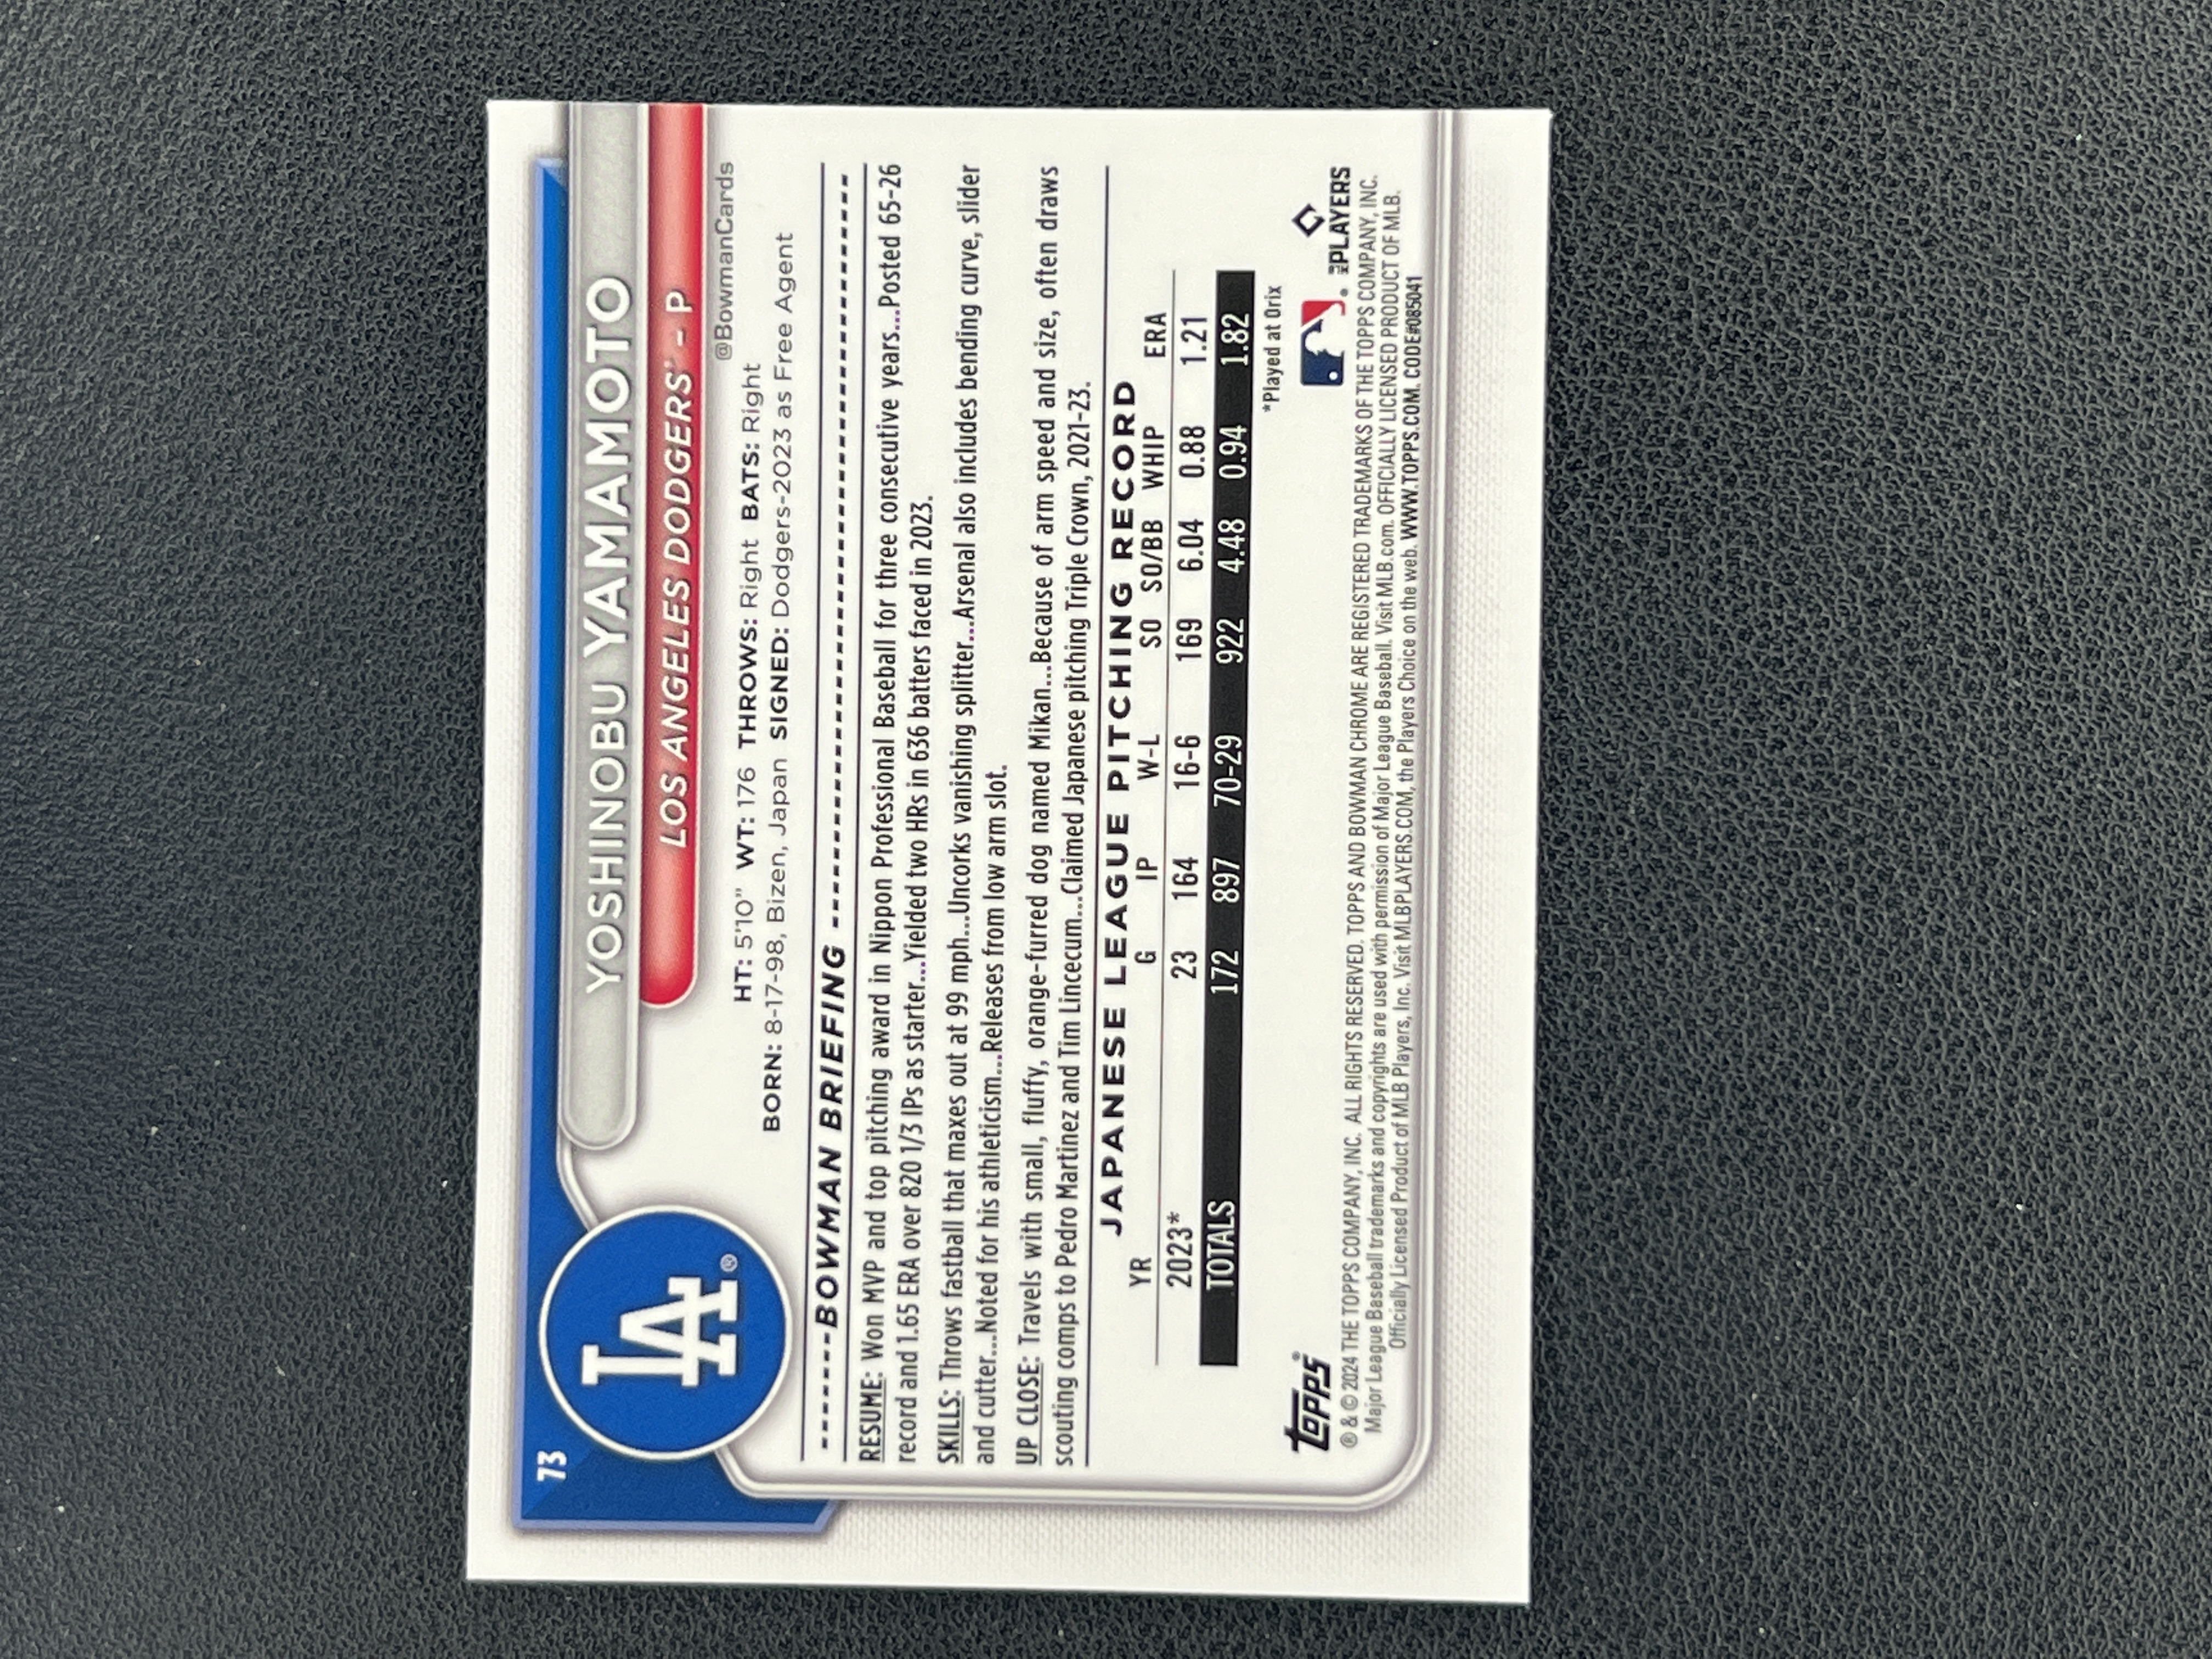 73
LA®
YOSHINOBU YAMAMOTO
LOS ANGELES DODGERS® - P
@BowmanCards
HT: 5'10" WT: 176 THROWS: Right BATS: Right
BORN: 8-17-98, Bizen, Japan SIGNED: Dodgers-2023 as Free Agent
------BOWMAN BRIEFING ------
RESUME: Won MVP and top pitching award in Nippon Professional Baseball for three consecutive years...Posted 65-26
record and 1.65 ERA over 820 1/3 IPs as starter...Yielded two HRs in 636 batters faced in 2023.
SKILLS: Throws fastball that maxes out at 99 mph...Uncorks vanishing splitter...Arsenal also includes bending curve, slider
and cutter...Noted for his athleticism...Releases from low arm slot.
UP CLOSE: Travels with small, fluffy, orange-furred dog named Mikan...Because of arm speed and size, often draws
scouting comps to Pedro Martinez and Tim Lincecum...Claimed Japanese pitching Triple Crown, 2021-23.
JAPANESE LEAGUE PITCHING RECORD
YR G IP W-L SO SO/BB WHIP ERA
2023* 23 164 16-6 169 6.04 0.88 1.21
TOTALS 172 897 70-29 922 4.48 0.94 1.82
*Played at Orix
topps®
THE PLAYERS
® & © 2024 THE TOPPS COMPANY, INC. ALL RIGHTS RESERVED. TOPPS AND BOWMAN CHROME ARE REGISTERED TRADEMARKS OF THE TOPPS COMPANY, INC.
Major League Baseball trademarks and copyrights are used with permission of Major League Baseball. Visit MLB.com. OFFICIALLY LICENSED PRODUCT OF MLB.
Officially Licensed Product of MLB Players, Inc. Visit MLBPLAYERS.COM, the Players Choice on the web. WWW.TOPPS.COM. CODE#085041